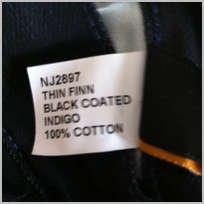 NJ2897
THIN FINN
BLACK COATED
INDIGO
100% COTTON